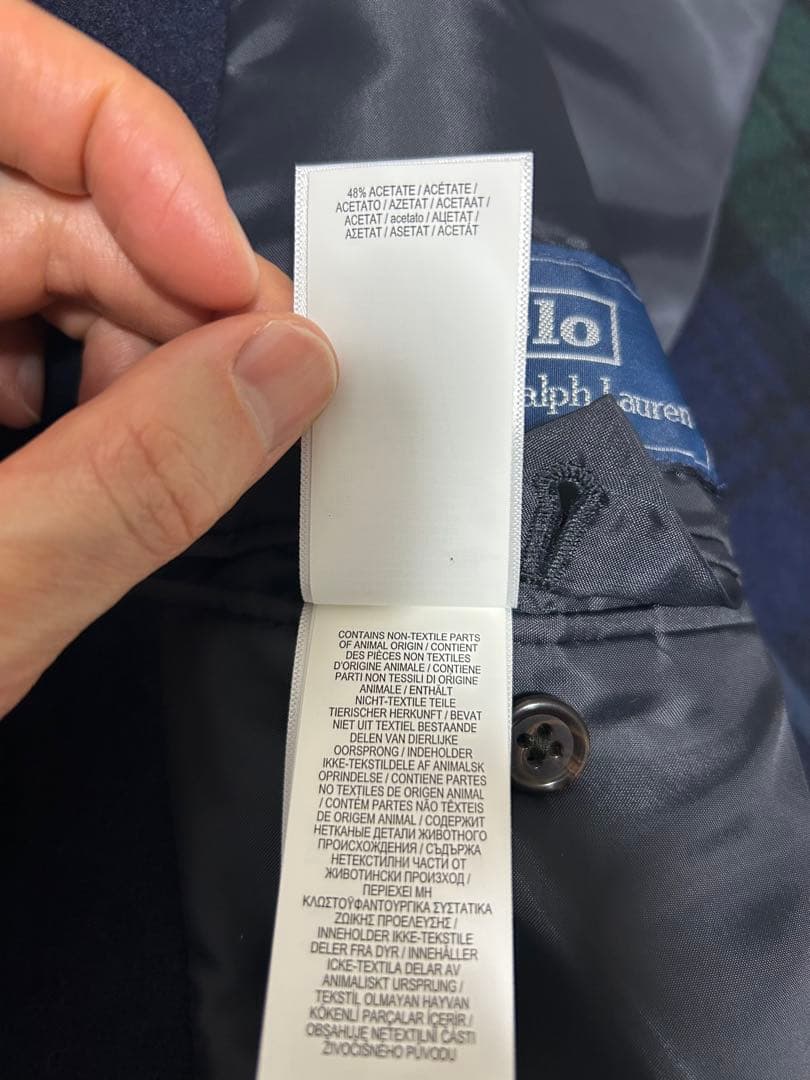 48% ACETATE / ACÉTATE /
ACETATO / AZETAT / ACETAAT /
ACETAT / acetato / АЦЕТАТ /
ΑΣΕΤΑΤ / ASETAT / ACETÁT
lo
alph Lauren
CONTAINS NON-TEXTILE PARTS
OF ANIMAL ORIGIN / CONTIENT
DES PIÈCES NON TEXTILES
D'ORIGINE ANIMALE / CONTIENE
PARTI NON TESSILI DI ORIGINE
ANIMALE / ENTHÄLT
NICHT-TEXTILE TEILE
TIERISCHER HERKUNFT / BEVAT
NIET UIT TEXTIEL BESTAANDE
DELEN VAN DIERLIJKE
OORSPRONG / INDEHOLDER
IKKE-TEKSTILDELE AF ANIMALSK
OPRINDELSE / CONTIENE PARTES
NO TEXTILES DE ORIGEN ANIMAL
/ CONTÉM PARTES NÃO TÊXTEIS
DE ORIGEM ANIMAL / СОДЕРЖИТ
НЕТКАНЫЕ ДЕТАЛИ ЖИВОТНОГО
ПРОИСХОЖДЕНИЯ / СЪДЪРЖА
НЕТЕКСТИЛНИ ЧАСТИ ОТ
ЖИВОТИНСКИ ПРОИЗХОД /
ΠΕΡΙΕΧΕΙ ΜΗ
ΚΛΩΣΤΟΫΦΑΝΤΟΥΡΓΙΚΑ ΣΥΣΤΑΤΙΚΑ
ΖΩΙΚΗΣ ΠΡΟΕΛΕΥΣΗΣ /
INNEHOLDER IKKE-TEKSTILE
DELER FRA DYR / INNEHÅLLER
ICKE-TEXTILA DELAR AV
ANIMALISKT URSPRUNG /
TEKSTİL OLMAYAN HAYVAN
KÖKENLİ PARÇALAR İÇERİR /
OBSAHUJE NETEXTILNÍ ČÁSTI
ŽIVOČIŠNÉHO PŮVODU